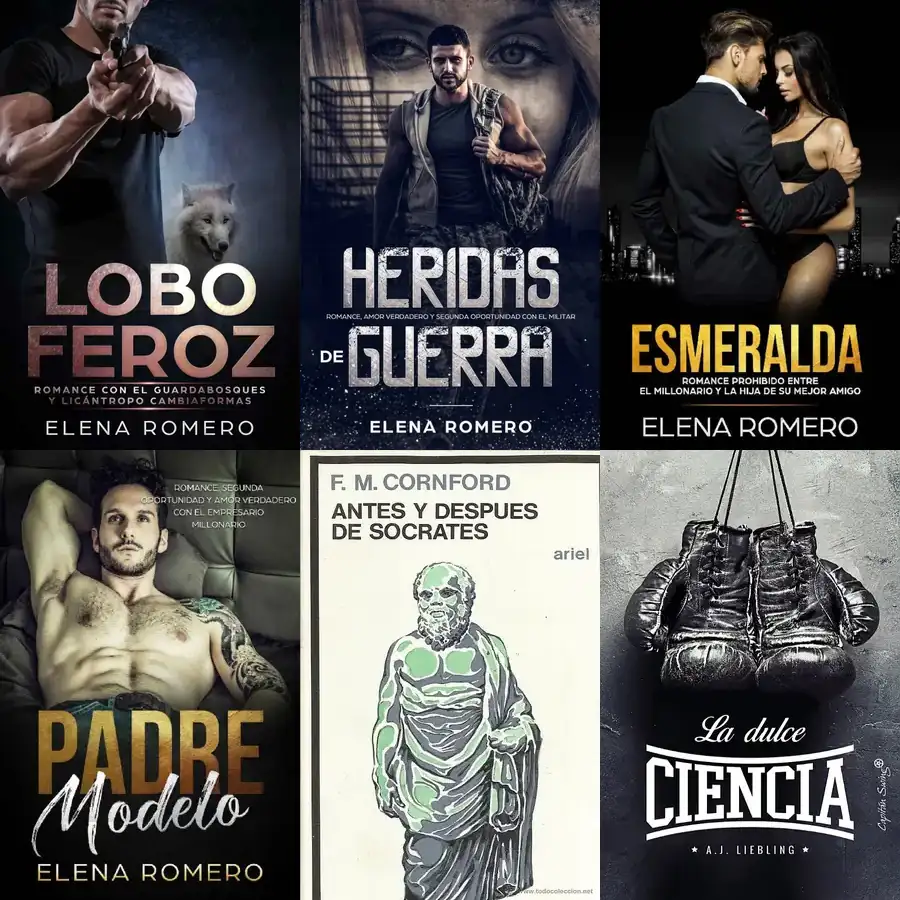 LOBO
FEROZ
ROMANCE CON EL GUARDABOSQUES
Y LICÁNTROPO CAMBIAFORMAS
ELENA ROMERO
HERIDAS
ROMANCE, AMOR VERDADERO Y SEGUNDA OPORTUNIDAD CON EL MILITAR
DE GUERRA
ELENA ROMERO
ESMERALDA
ROMANCE PROHIBIDO ENTRE
EL MILLONARIO Y LA HIJA DE SU MEJOR AMIGO
ELENA ROMERO
ROMANCE, SEGUNDA
OPORTUNIDAD Y AMOR VERDADERO
CON EL EMPRESARIO
MILLONARIO
PADRE
Modelo
ELENA ROMERO
F. M. CORNFORD
ANTES Y DESPUES
DE SOCRATES
ariel
www.todocoleccion.net
La dulce
CIENCIA
A.J. LIEBLING
Capitán Swing